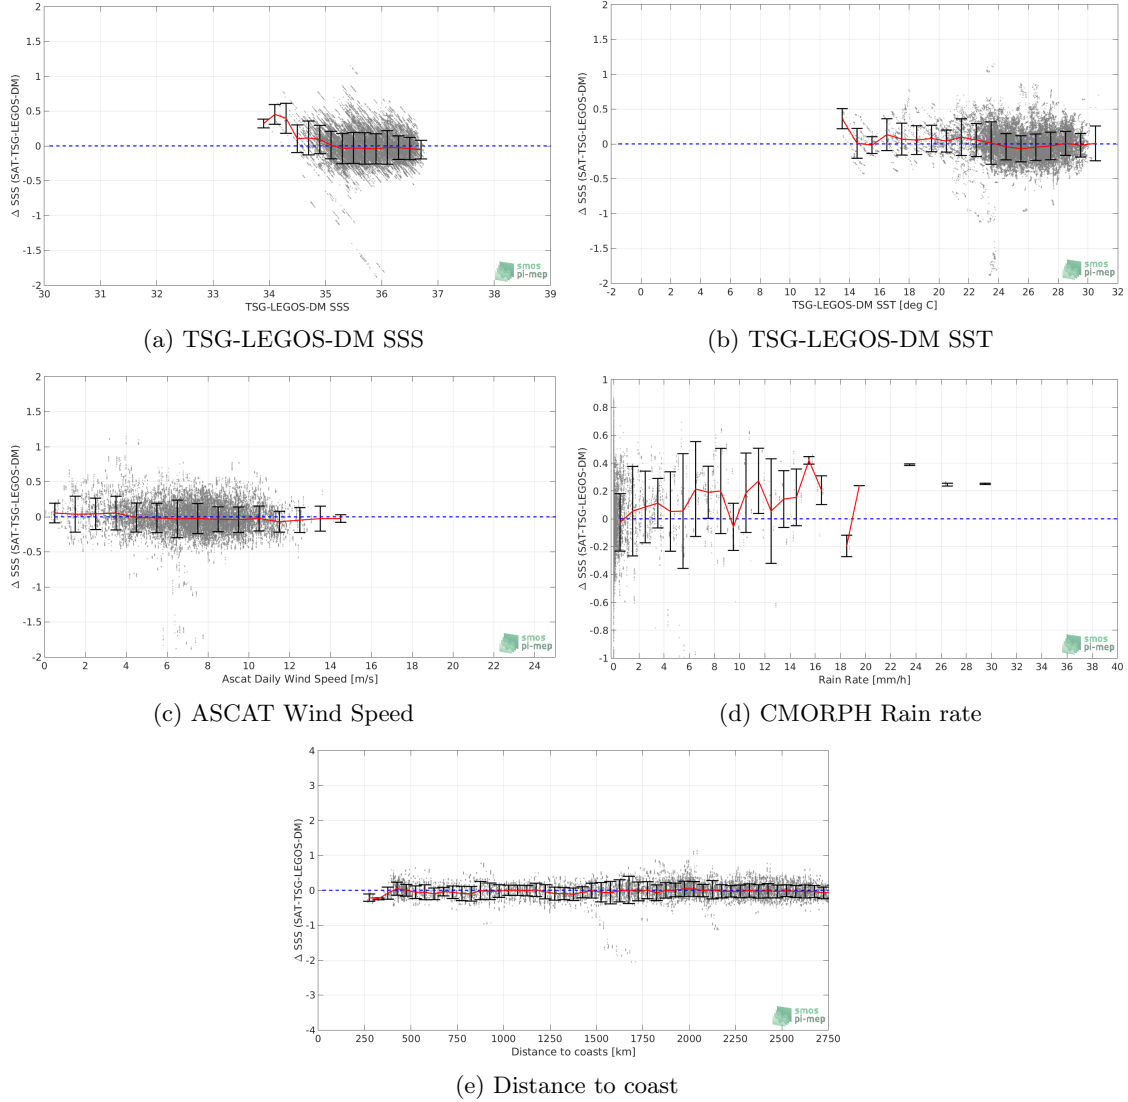 2
1.5
1
0.5
0
-0.5
-1
-1.5
-2
Δ SSS (SAT-TSG-LEGOS-DM)
30 31 32 33 34 35 36 37 38 39
TSG-LEGOS-DM SSS
smos
pi-mep
(a) TSG-LEGOS-DM SSS
2
1.5
1
0.5
0
-0.5
-1
-1.5
-2
Δ SSS (SAT-TSG-LEGOS-DM)
-2 0 2 4 6 8 10 12 14 16 18 20 22 24 26 28 30 32
TSG-LEGOS-DM SST [deg C]
smos
pi-mep
(b) TSG-LEGOS-DM SST
2
1.5
1
0.5
0
-0.5
-1
-1.5
-2
Δ SSS (SAT-TSG-LEGOS-DM)
0 2 4 6 8 10 12 14 16 18 20 22 24
Ascat Daily Wind Speed [m/s]
smos
pi-mep
(c) ASCAT Wind Speed
1
0.8
0.6
0.4
0.2
0
-0.2
-0.4
-0.6
-0.8
-1
Δ SSS (SAT-TSG-LEGOS-DM)
0 2 4 6 8 10 12 14 16 18 20 22 24 26 28 30 32 34 36 38 40
Rain Rate [mm/h]
smos
pi-mep
(d) CMORPH Rain rate
4
3
2
1
0
-1
-2
-3
-4
Δ SSS (SAT-TSG-LEGOS-DM)
0 250 500 750 1000 1250 1500 1750 2000 2250 2500 2750
Distance to coasts [km]
smos
pi-mep
(e) Distance to coast